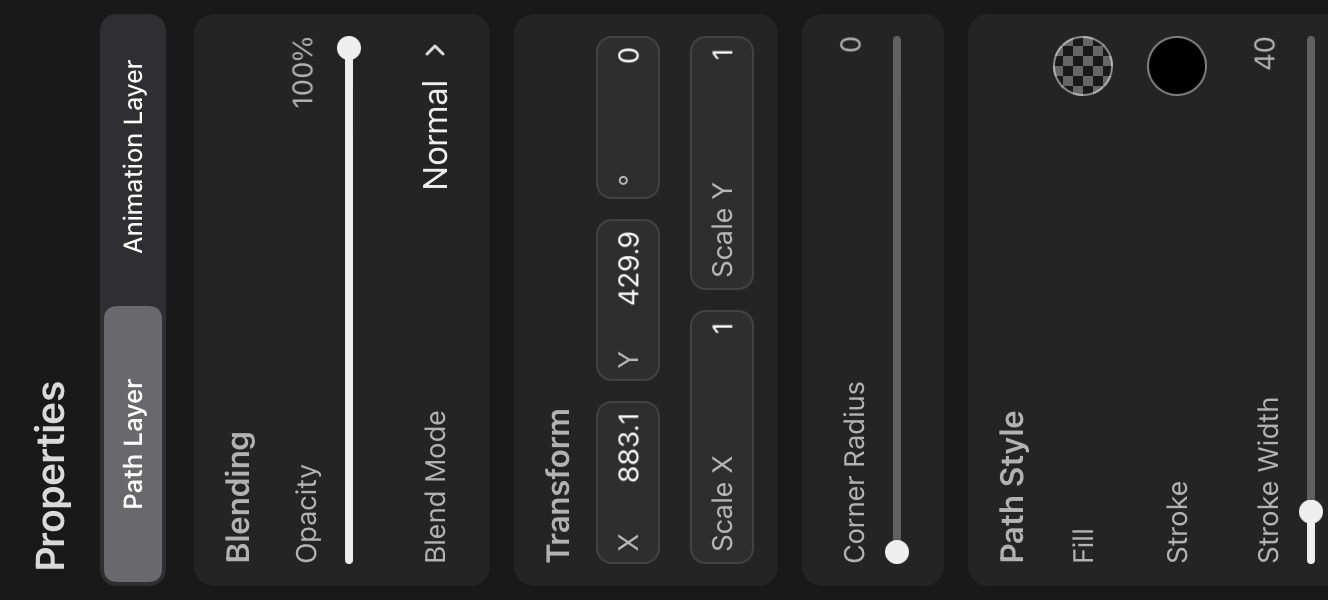 Properties
Path Layer Animation Layer
Blending
Opacity 100%
Blend Mode Normal
Transform
X 883.1 Y 429.9 ° 0
Scale X 1 Scale Y 1
Corner Radius 0
Path Style
Fill
Stroke
Stroke Width 40